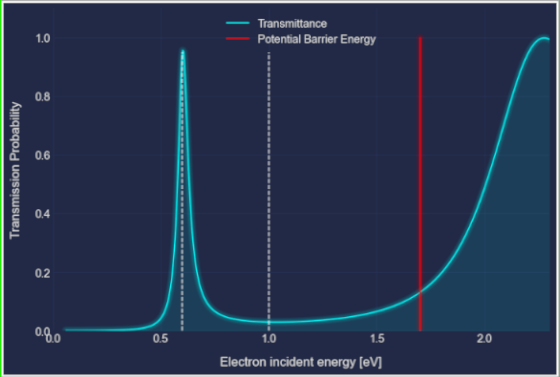 Transmittance
Potential Barrier Energy
1.0
0.8
0.6
0.4
0.2
0.0
Transmission Probability
0.0 0.5 1.0 1.5 2.0
Electron incident energy [eV]